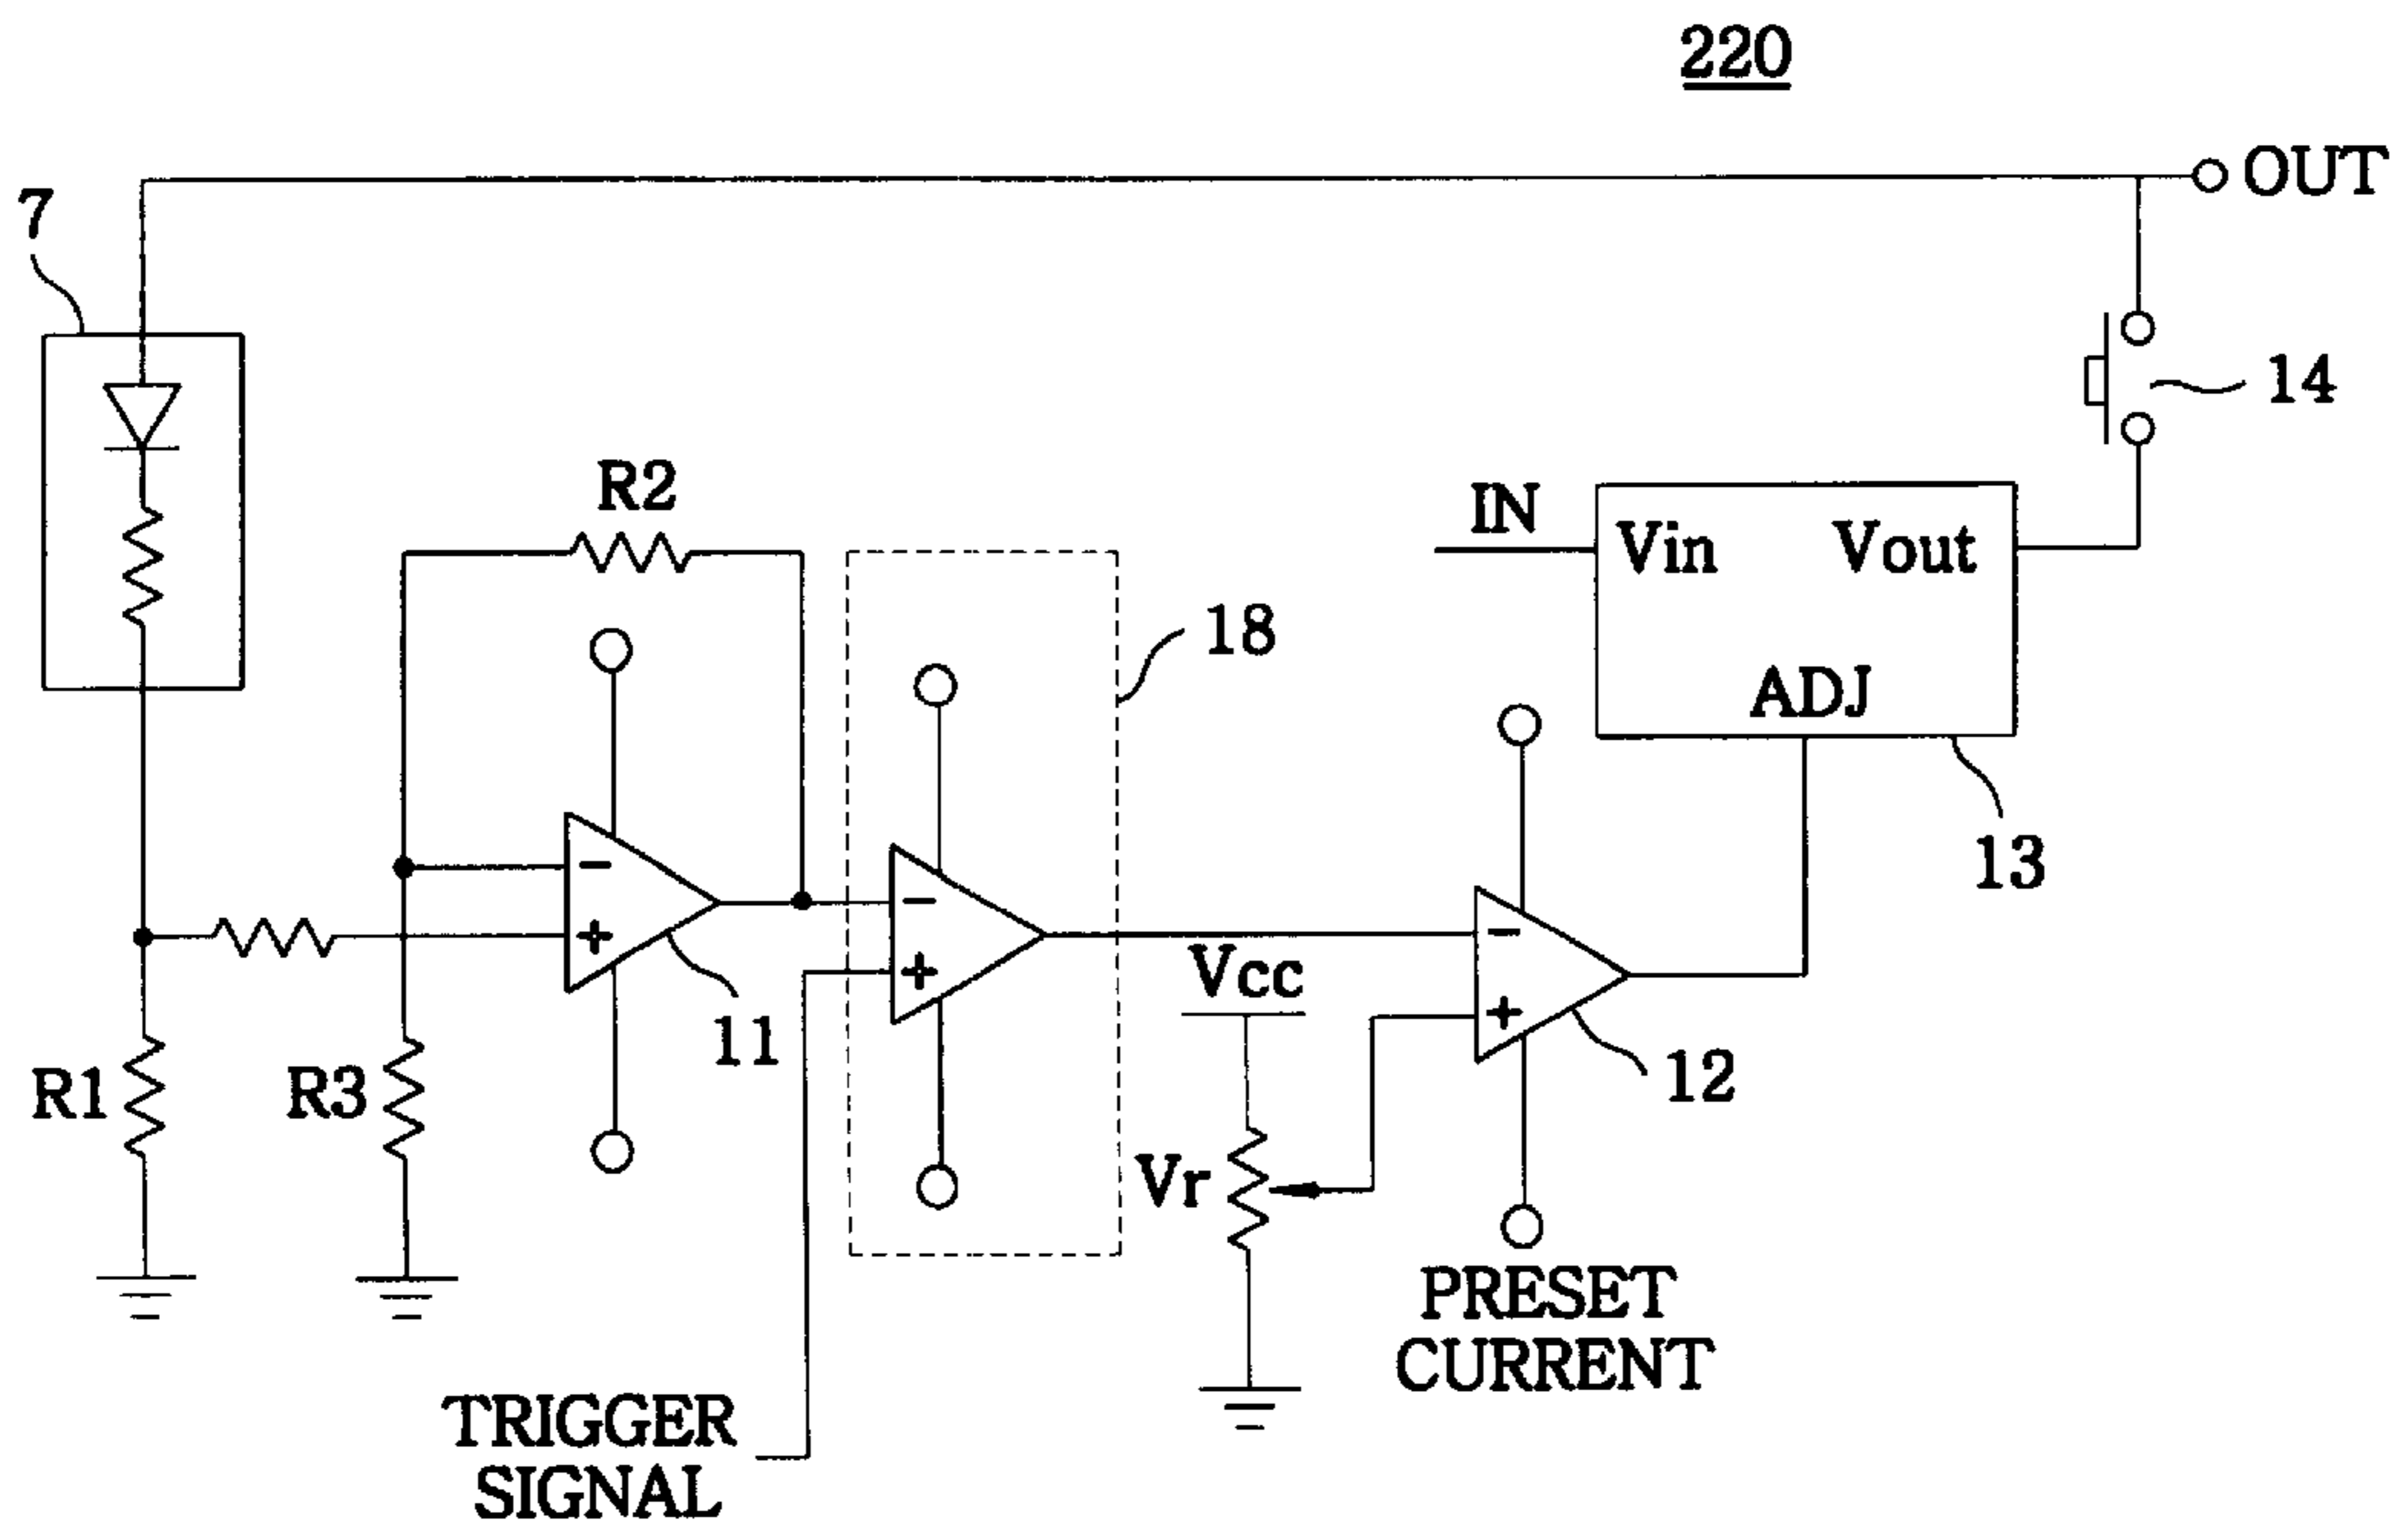 220
OUT
7
14
R2
IN
Vin
Vout
18
ADJ
-
-
13
+
-
+
Vcc
11
+
12
R1
R3
Vr
PRESET
CURRENT
TRIGGER
SIGNAL